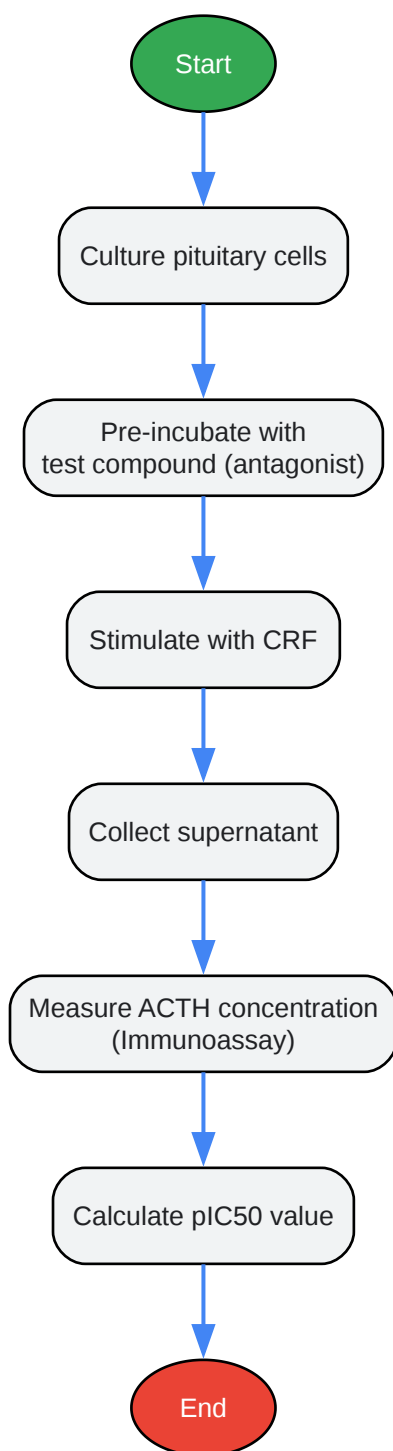 Start
Culture pituitary cells
Pre-incubate with
test compound (antagonist)
Stimulate with CRF
Collect supernatant
Measure ACTH concentration
(Immunoassay)
Calculate pIC50 value
End